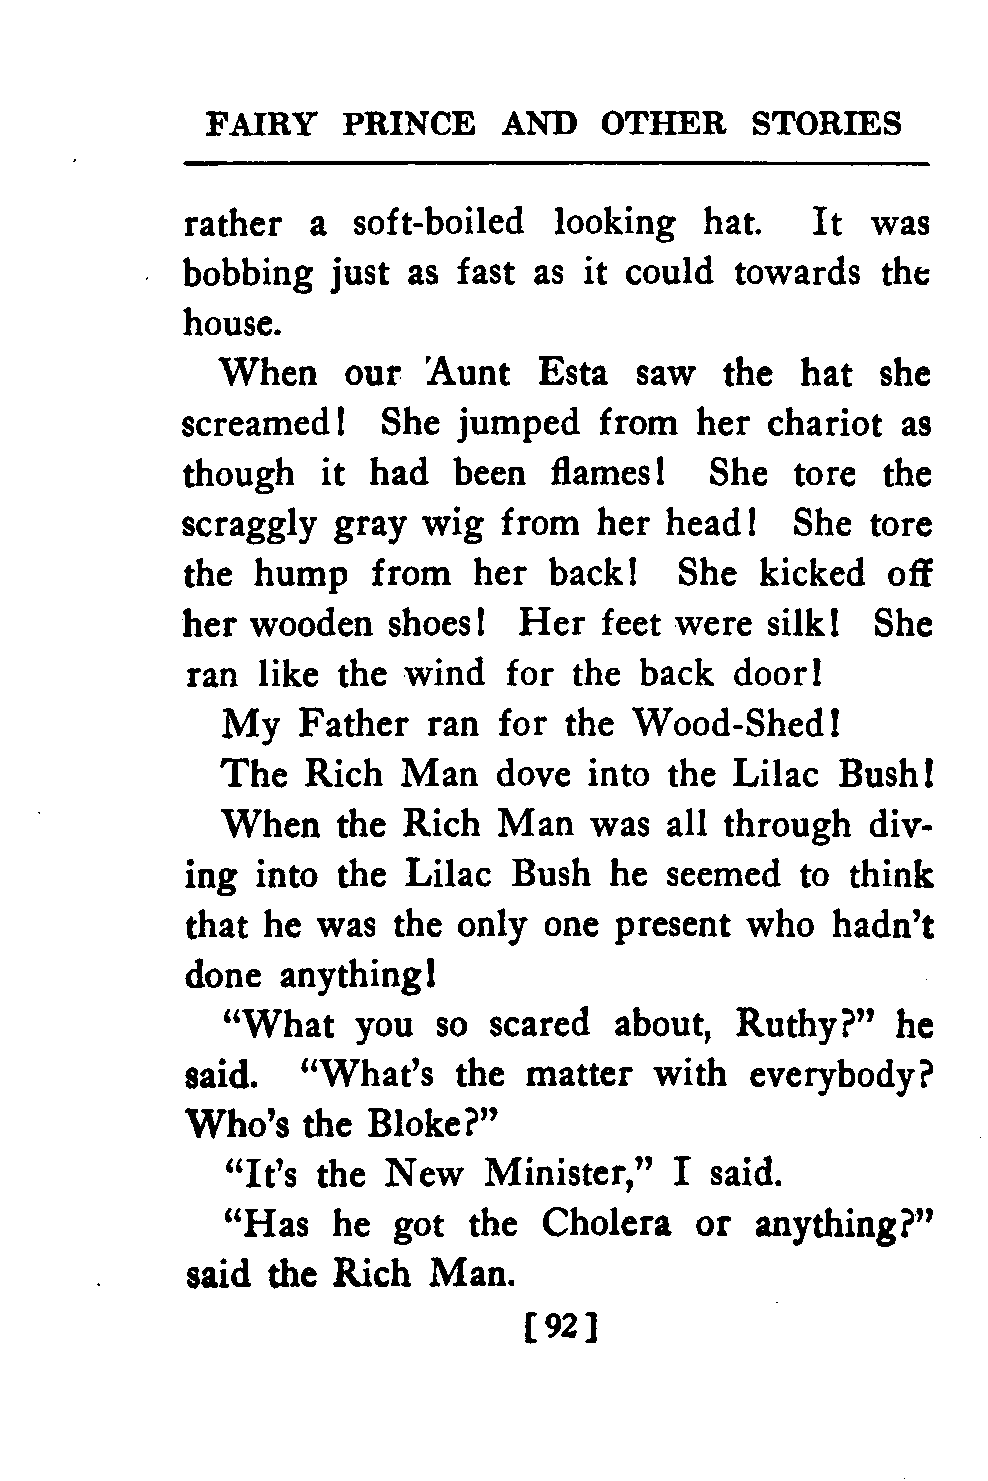 FAIRY PRINCE AND OTHER STORIES
rather a soft-boiled looking hat. It was
bobbing just as fast as it could towards the
house.
When our 'Aunt Esta saw the hat she
screamed! She jumped from her chariot as
though it had been flames! She tore the
scraggly gray wig from her head! She tore
the hump from her back! She kicked off
her wooden shoes! Her feet were silk! She
ran like the wind for the back door!
My Father ran for the Wood-Shed!
The Rich Man dove into the Lilac Bush!
When the Rich Man was all through div-
ing into the Lilac Bush he seemed to think
that he was the only one present who hadn't
done anything!
“What you so scared about, Ruthy?” he
said. “What's the matter with everybody?
Who's the Bloke?”
“It's the New Minister,” I said.
“Has he got the Cholera or anything?”
said the Rich Man.
[92]